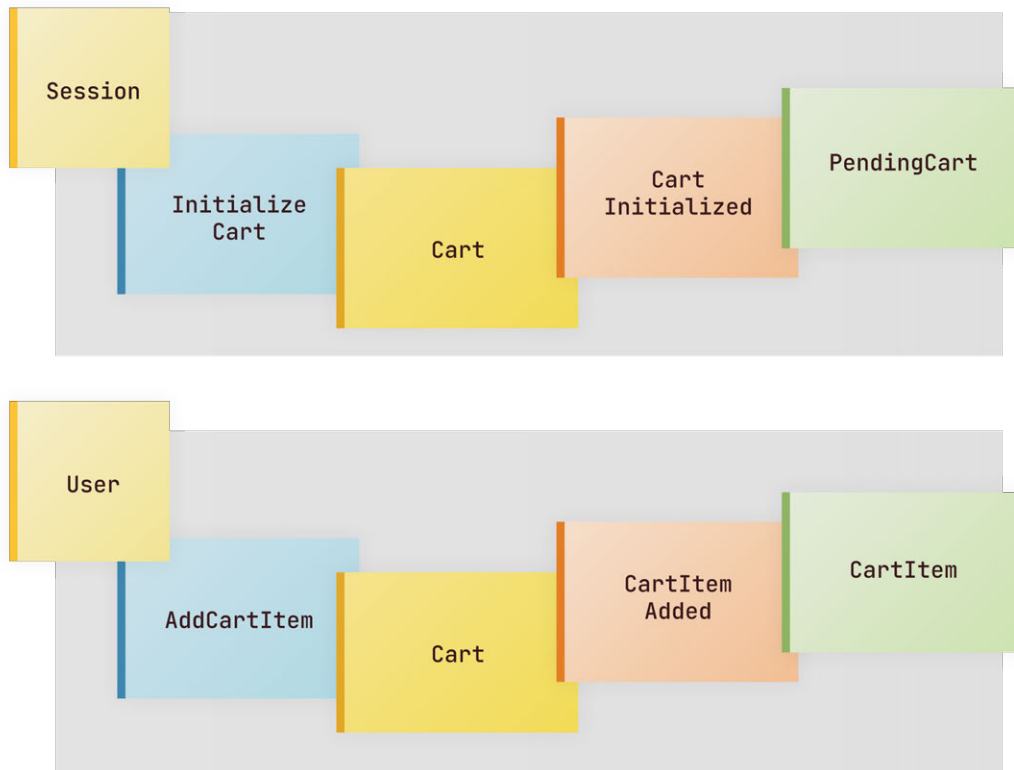 Session
Initialize
Cart
Cart
Cart
Initialized
PendingCart
User
AddCartItem
Cart
CartItem
Added
CartItem